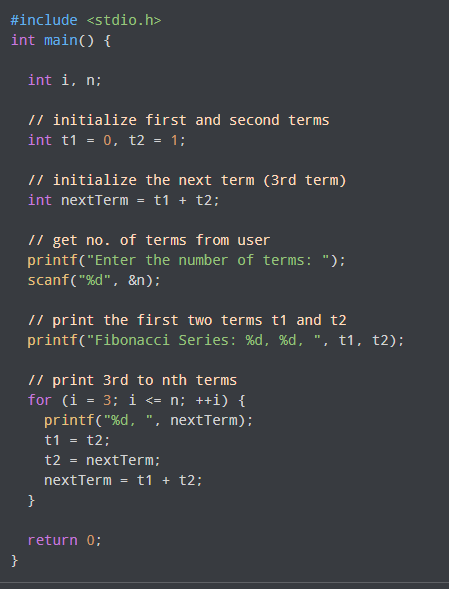 #include <stdio.h>
int main() {

  int i, n;

  // initialize first and second terms
  int t1 = 0, t2 = 1;

  // initialize the next term (3rd term)
  int nextTerm = t1 + t2;

  // get no. of terms from user
  printf("Enter the number of terms: ");
  scanf("%d", &n);

  // print the first two terms t1 and t2
  printf("Fibonacci Series: %d, %d, ", t1, t2);

  // print 3rd to nth terms
  for (i = 3; i <= n; ++i) {
    printf("%d, ", nextTerm);
    t1 = t2;
    t2 = nextTerm;
    nextTerm = t1 + t2;
  }

  return 0;
}